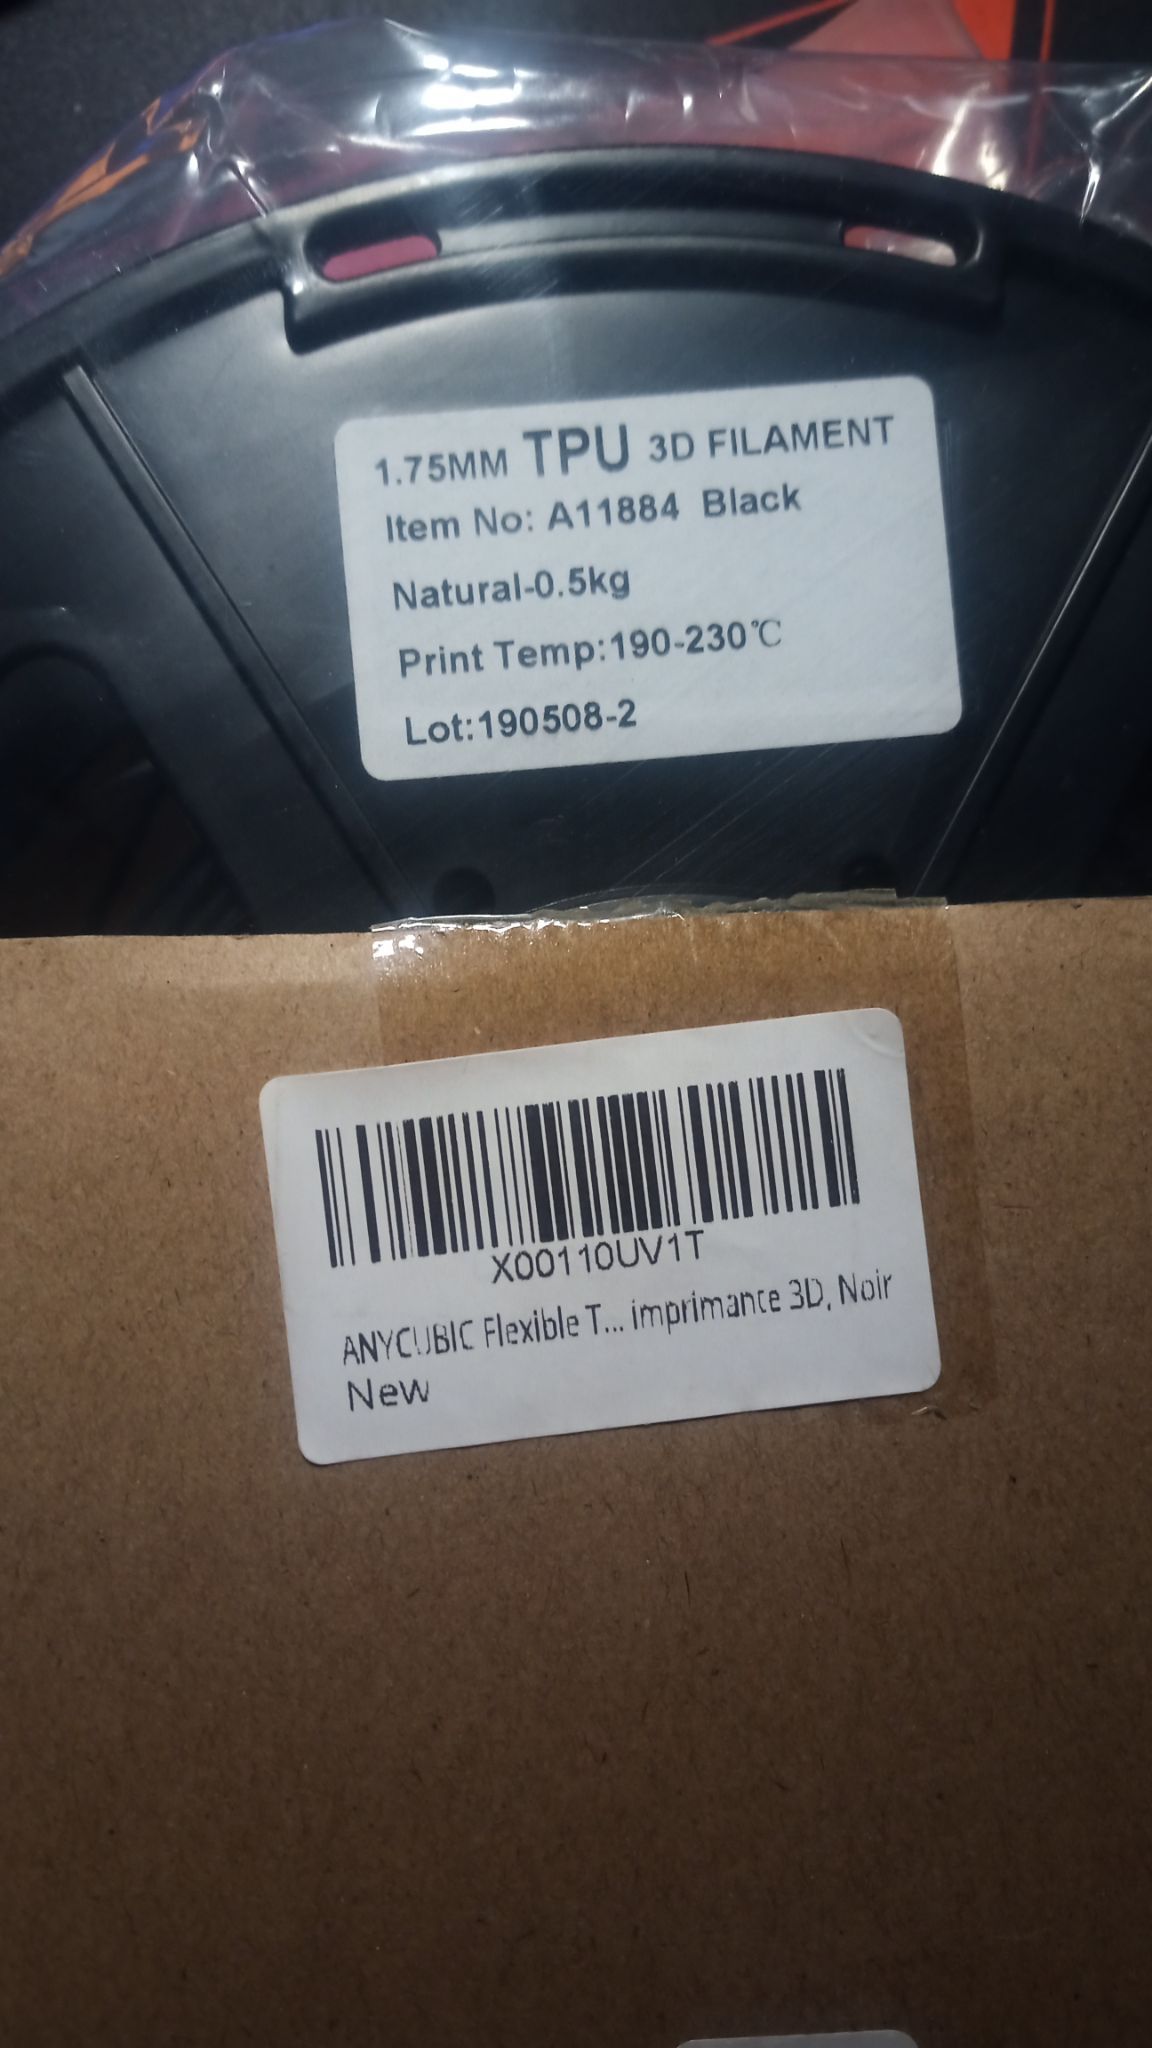 1.75MM TPU 3D FILAMENT
Item No: A11884 Black
Natural-0.5kg
Print Temp:190-230℃
Lot:190508-2
X00110UV1T
ANYCUBIC Flexible T... imprimance 3D, Noir
New